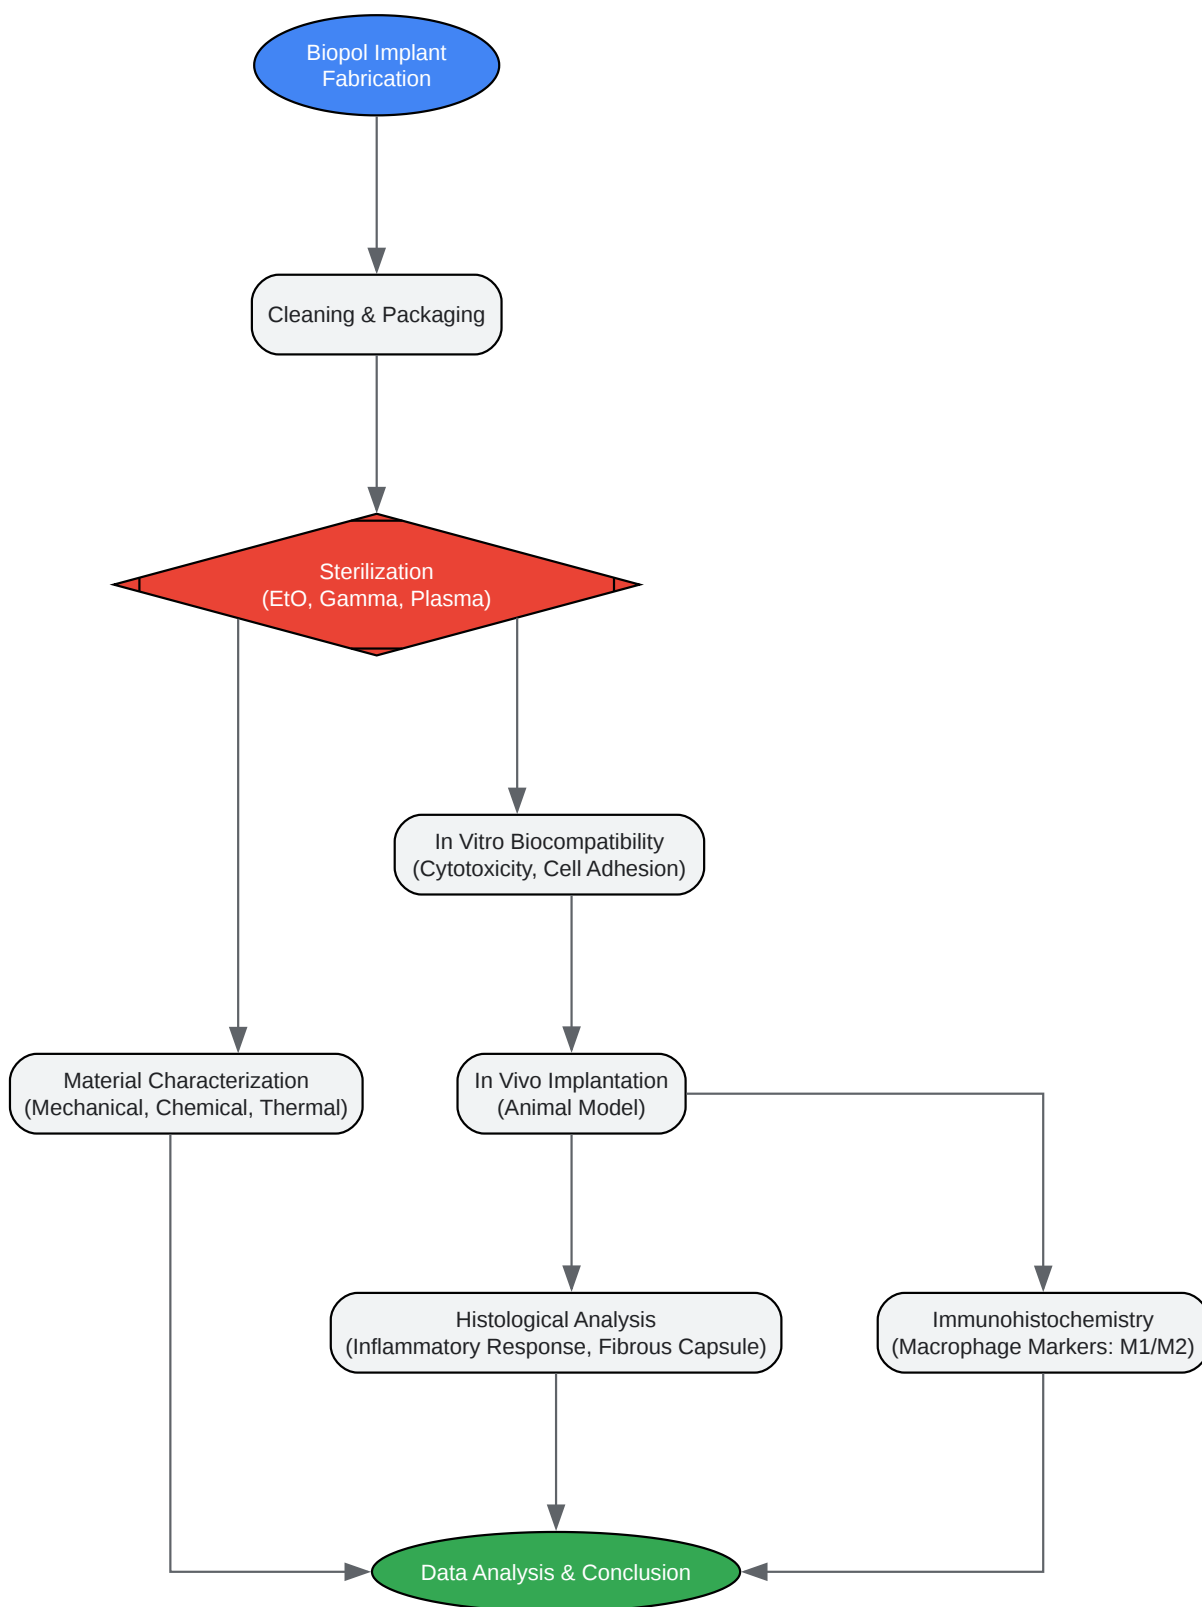 Biopol Implant
Fabrication
Cleaning & Packaging
Sterilization
(EtO, Gamma, Plasma)
In Vitro Biocompatibility
(Cytotoxicity, Cell Adhesion)
Material Characterization
(Mechanical, Chemical, Thermal)
In Vivo Implantation
(Animal Model)
Histological Analysis
(Inflammatory Response, Fibrous Capsule)
Immunohistochemistry
(Macrophage Markers: M1/M2)
Data Analysis & Conclusion